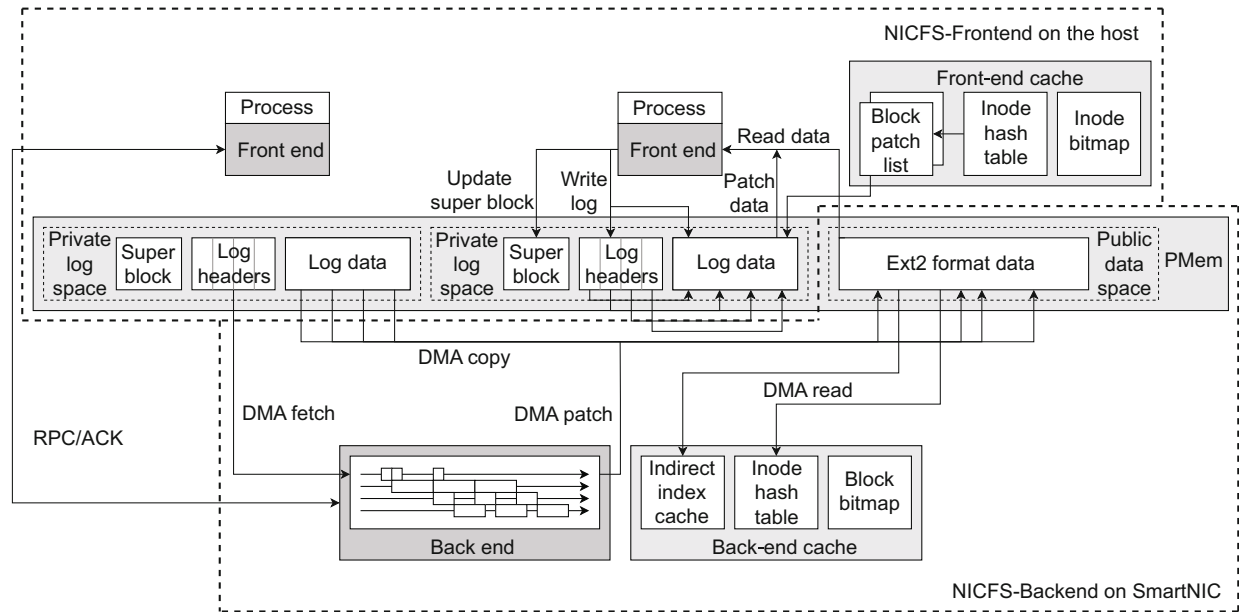 NICFS-Frontend on the host
Front-end cache
Process
Front end
Process
Front end
Read data
Block
patch
list
Inode
hash
table
Inode
bitmap
Update
super block
Write
log
Patch
data
Private
log
space
Super
block
Log
headers
Log data
Private
log
space
Super
block
Log
headers
Log data
Ext2 format data
Public
data
space
PMem
DMA copy
DMA read
DMA fetch
DMA patch
RPC/ACK
Indirect
index
cache
Inode
hash
table
Block
bitmap
Back end
Back-end cache
NICFS-Backend on SmartNIC